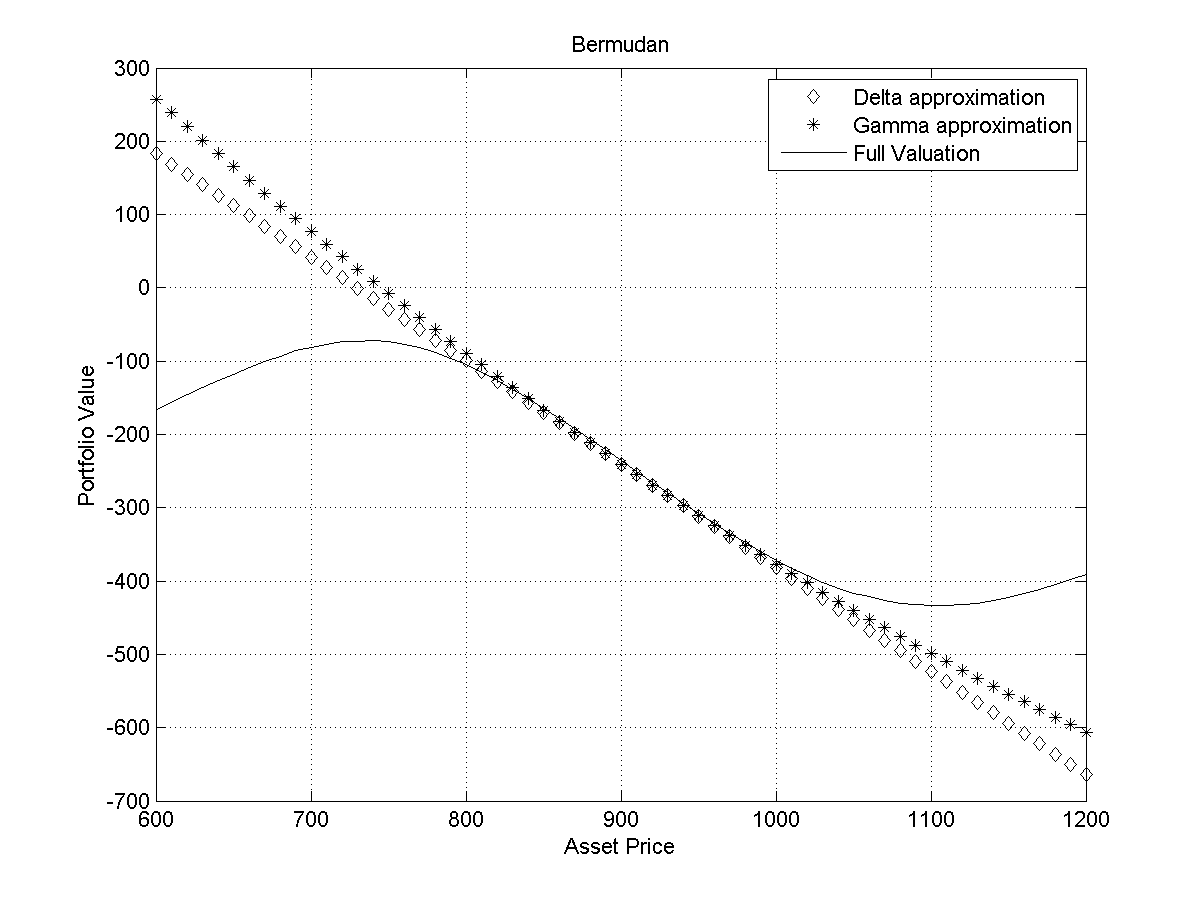 Bermudan
300
200
100
0
-100
-200
-300
-400
-500
-600
-700
Portfolio Value
Delta approximation
Gamma approximation
Full Valuation
600 700 800 900 1000 1100 1200
Asset Price